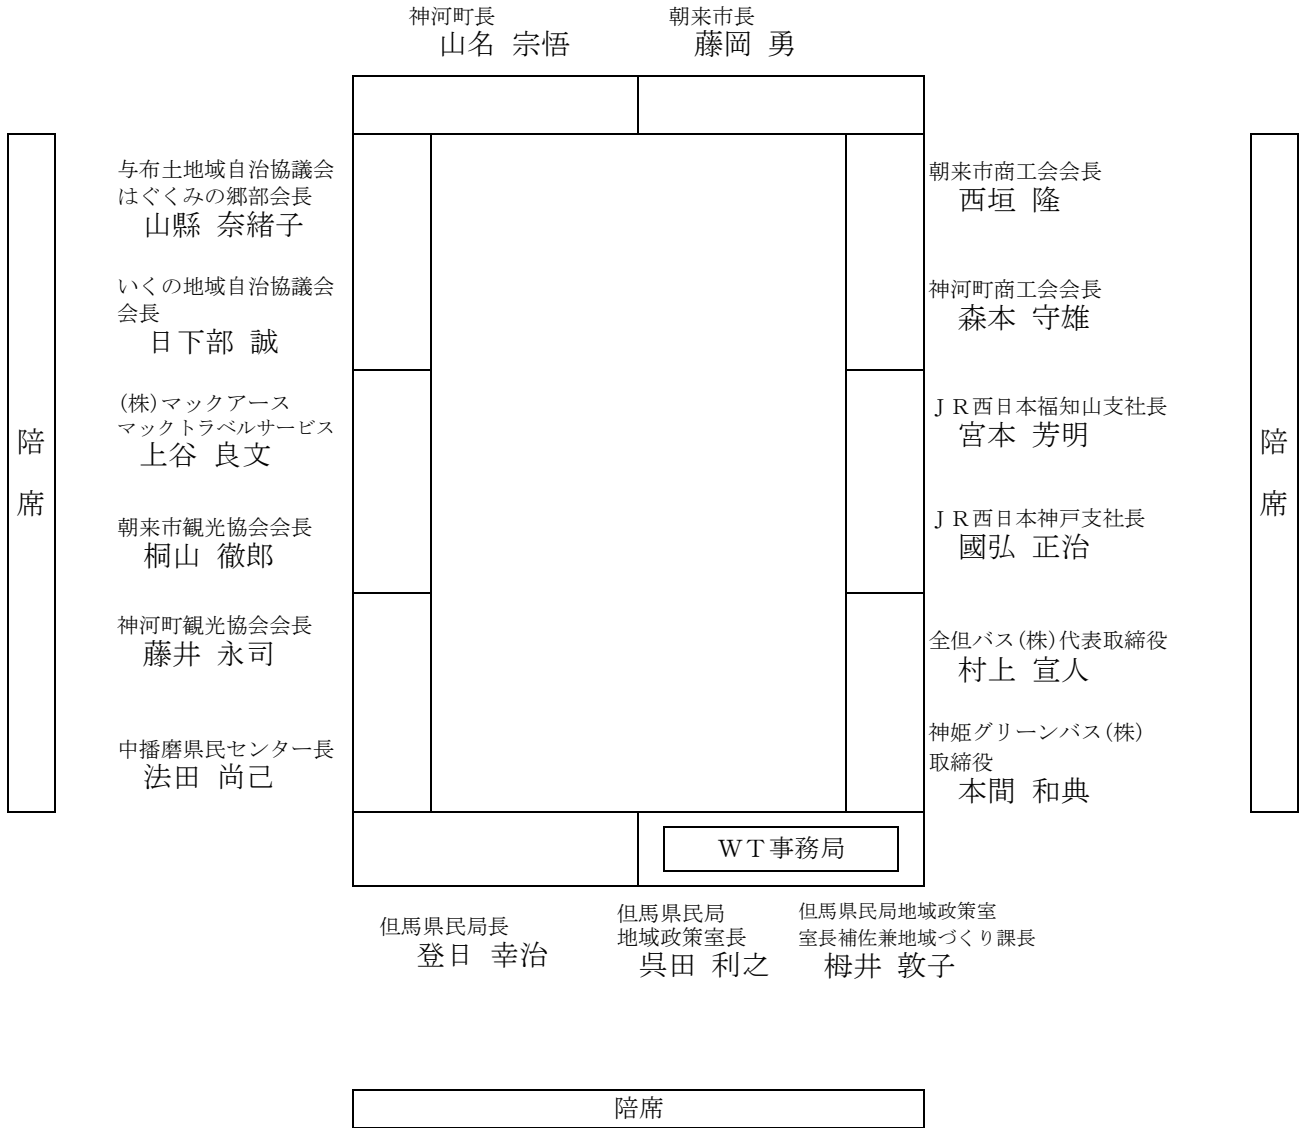 神河町長
山名 宗悟
朝来市長
藤岡 勇
陪席
与布土地域自治協議会
はぐくみの郷部会長
山縣 奈緒子
いくの地域自治協議会
会長
日下部 誠
(株)マックアース
マックトラベルサービス
上谷 良文
朝来市観光協会会長
桐山 徹郎
神河町観光協会会長
藤井 永司
中播磨県民センター長
法田 尚己
朝来市商工会会長
西垣 隆
神河町商工会会長
森本 守雄
ＪＲ西日本福知山支社長
宮本 芳明
ＪＲ西日本神戸支社長
國弘 正治
全但バス(株)代表取締役
村上 宣人
神姫グリーンバス(株)
取締役
本間 和典
陪席
ＷＴ事務局
但馬県民局長
登日 幸治
但馬県民局
地域政策室長
呉田 利之
但馬県民局地域政策室
室長補佐兼地域づくり課長
栂井 敦子
陪席